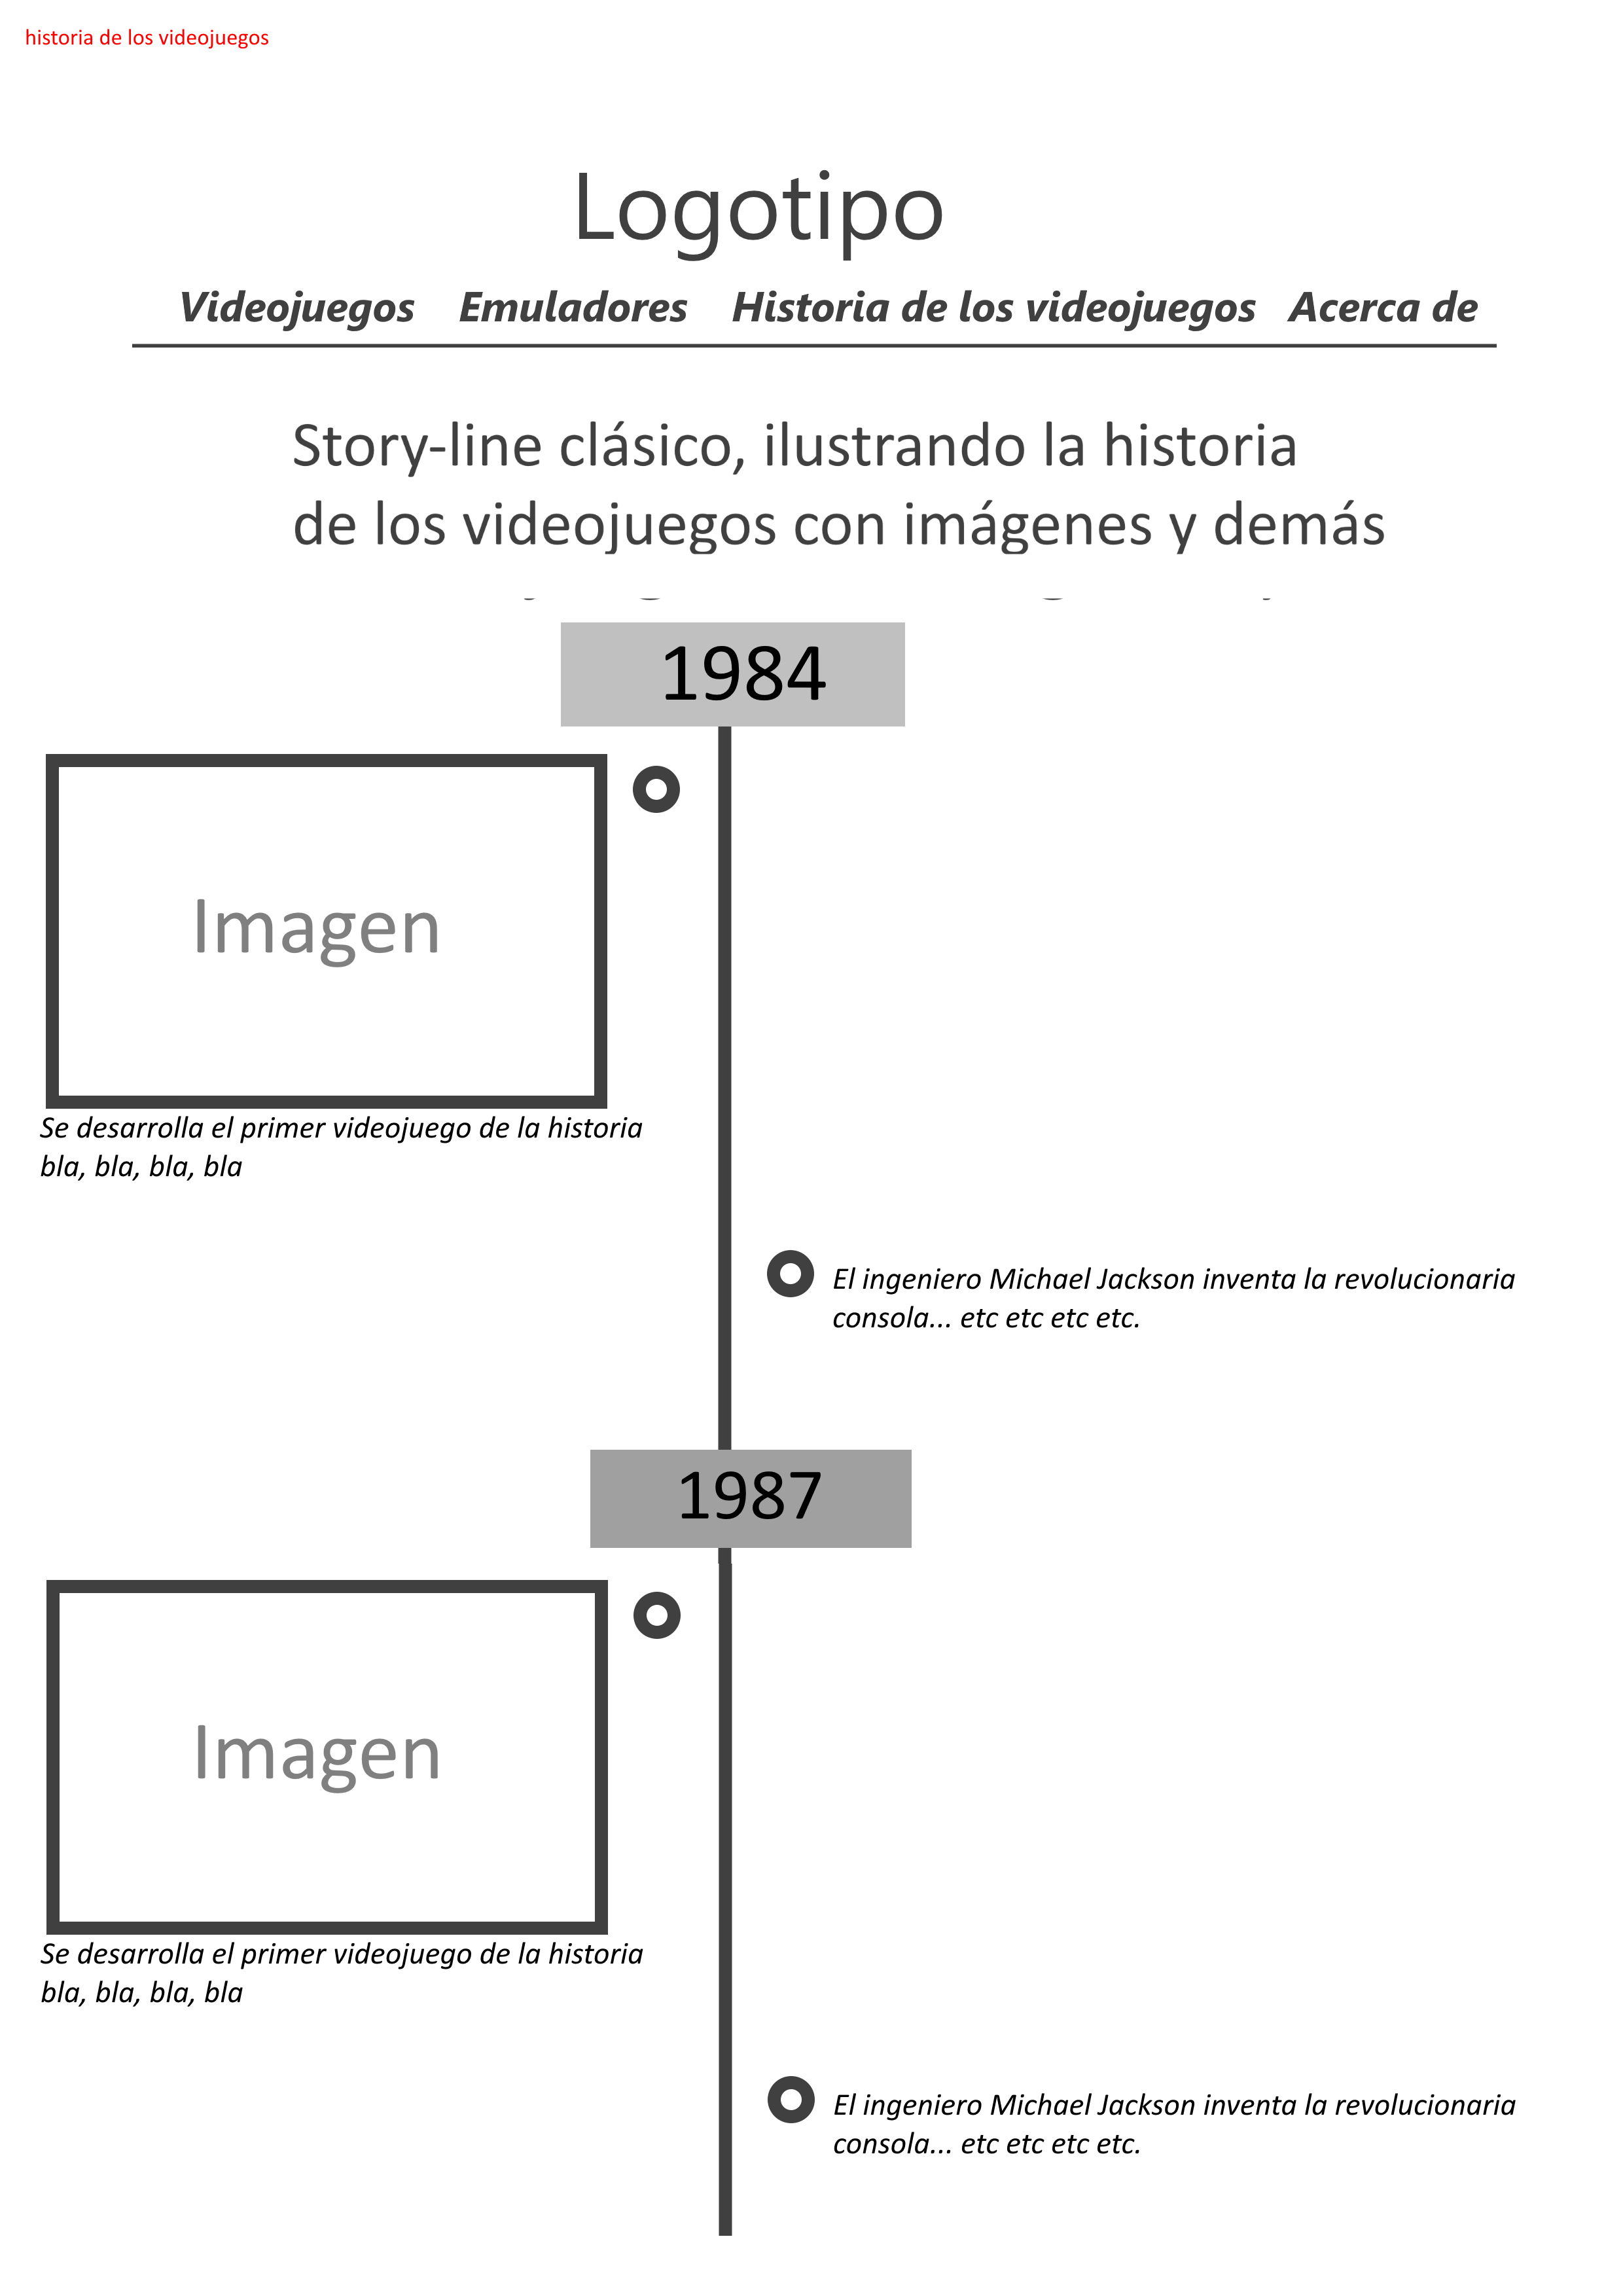 historia de los videojuegos
Logotipo
Videojuegos Emuladores Historia de los videojuegos Acerca de
Story-line clásico, ilustrando la historia
de los videojuegos con imágenes y demás
1984
Imagen
Se desarrolla el primer videojuego de la historia
bla, bla, bla, bla
El ingeniero Michael Jackson inventa la revolucionaria
consola... etc etc etc etc.
1987
Imagen
Se desarrolla el primer videojuego de la historia
bla, bla, bla, bla
El ingeniero Michael Jackson inventa la revolucionaria
consola... etc etc etc etc.